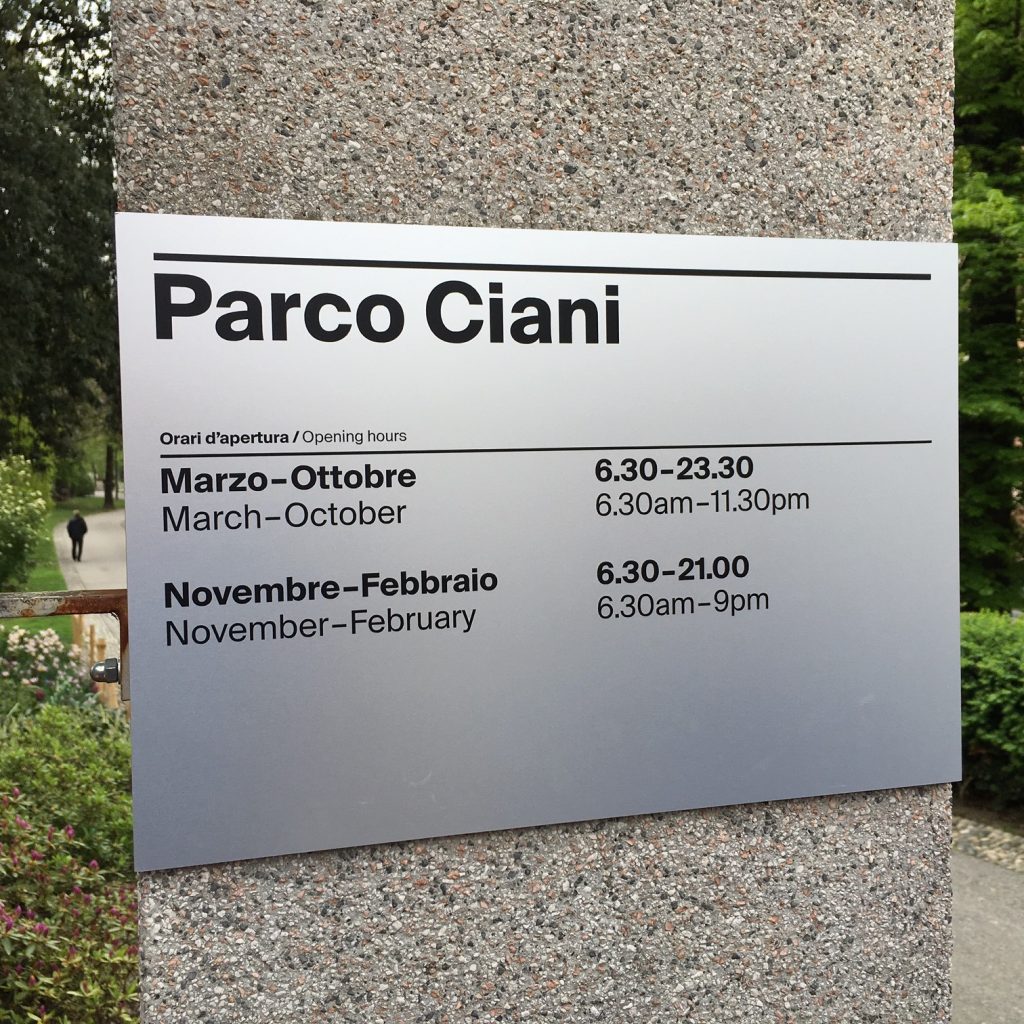 Parco Ciani
Orari d'apertura / Opening hours
Marzo–Ottobre 6.30–23.30
March–October 6.30am–11.30pm
Novembre–Febbraio 6.30–21.00
November–February 6.30am–9pm